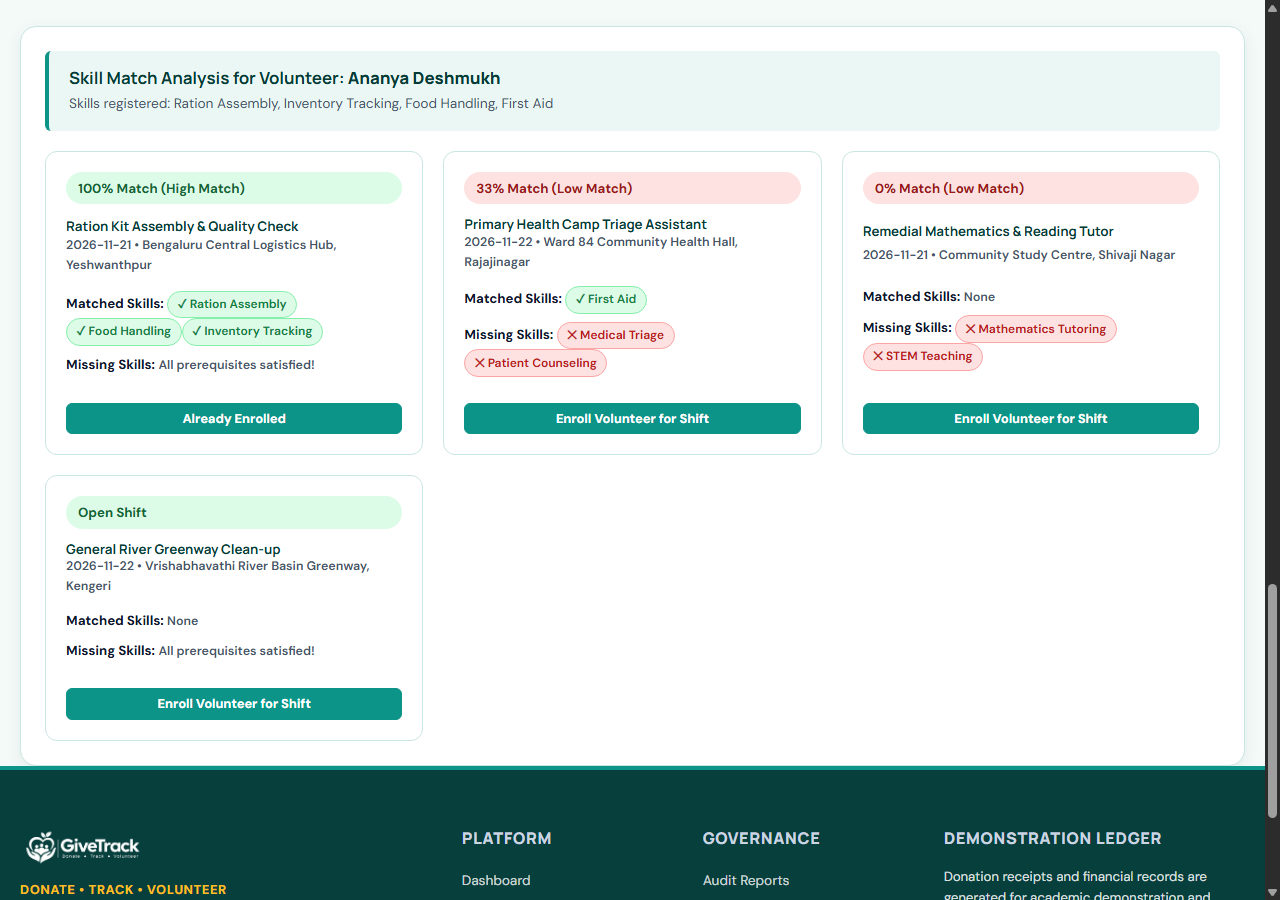 Skill Match Analysis for Volunteer: Ananya Deshmukh
Skills registered: Ration Assembly, Inventory Tracking, Food Handling, First Aid
100% Match (High Match)
Ration Kit Assembly & Quality Check
2026-11-21 • Bengaluru Central Logistics Hub,
Yeshwanthpur
Matched Skills: ✓ Ration Assembly
✓ Food Handling ✓ Inventory Tracking
Missing Skills: All prerequisites satisfied!
Already Enrolled
33% Match (Low Match)
Primary Health Camp Triage Assistant
2026-11-22 • Ward 84 Community Health Hall,
Rajajinagar
Matched Skills: ✓ First Aid
Missing Skills: ✕ Medical Triage
✕ Patient Counseling
Enroll Volunteer for Shift
0% Match (Low Match)
Remedial Mathematics & Reading Tutor
2026-11-21 • Community Study Centre, Shivaji Nagar
Matched Skills: None
Missing Skills: ✕ Mathematics Tutoring
✕ STEM Teaching
Enroll Volunteer for Shift
Open Shift
General River Greenway Clean-up
2026-11-22 • Vrishabhavathi River Basin Greenway,
Kengeri
Matched Skills: None
Missing Skills: All prerequisites satisfied!
Enroll Volunteer for Shift
GiveTrack
Donate • Track • Volunteer
DONATE • TRACK • VOLUNTEER
PLATFORM
Dashboard
GOVERNANCE
Audit Reports
DEMONSTRATION LEDGER
Donation receipts and financial records are
generated for academic demonstration and